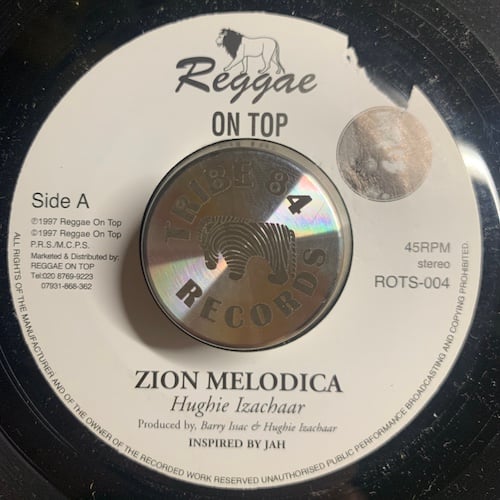 Reggae
ON TOP
TRIBE 84
RECORDS
Side A
℗1997 Reggae On Top
©1997 Reggae On Top
P.R.S./M.C.P.S.
Marketed & Distributed by:
REGGAE ON TOP
Tel:020 8769-9223
07931-868-362
45RPM
stereo
ROTS-004
ZION MELODICA
Hughie Izachaar
Produced by, Barry Issac & Hughie Izachaar
INSPIRED BY JAH
ALL RIGHTS OF THE MANUFACTURER AND OF THE OWNER OF THE RECORDED WORK RESERVED UNAUTHORISED PUBLIC PERFORMANCE BROADCASTING AND COPYING PROHIBITED.